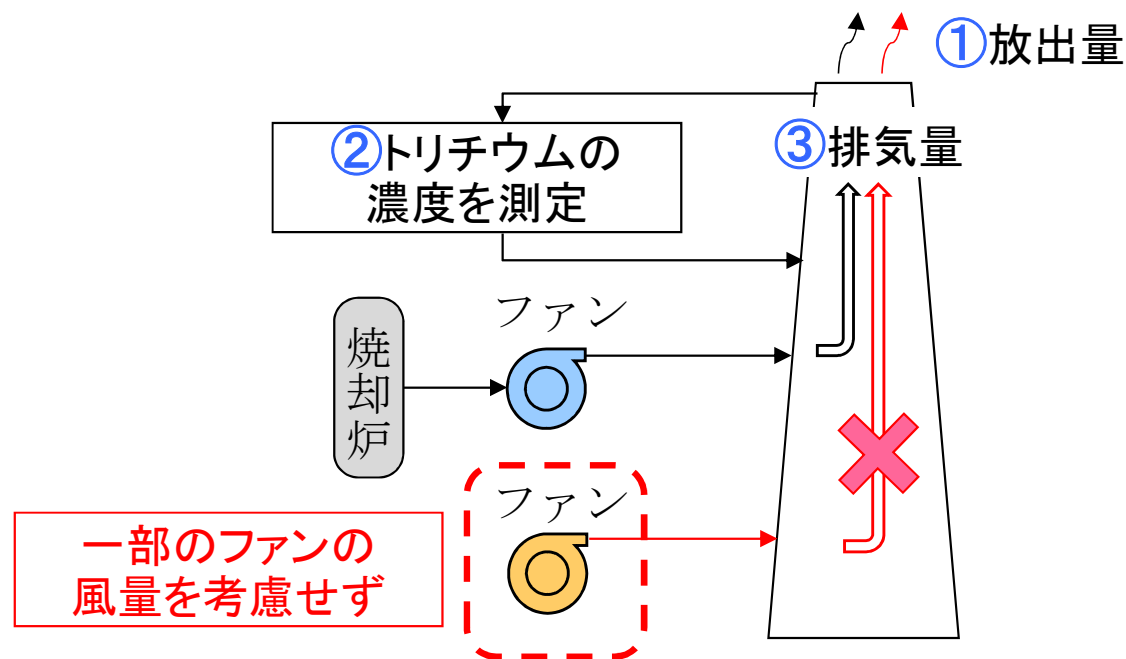 ①放出量
②トリチウムの
濃度を測定
③排気量
ファン
焼却炉
ファン
一部のファンの
風量を考慮せず